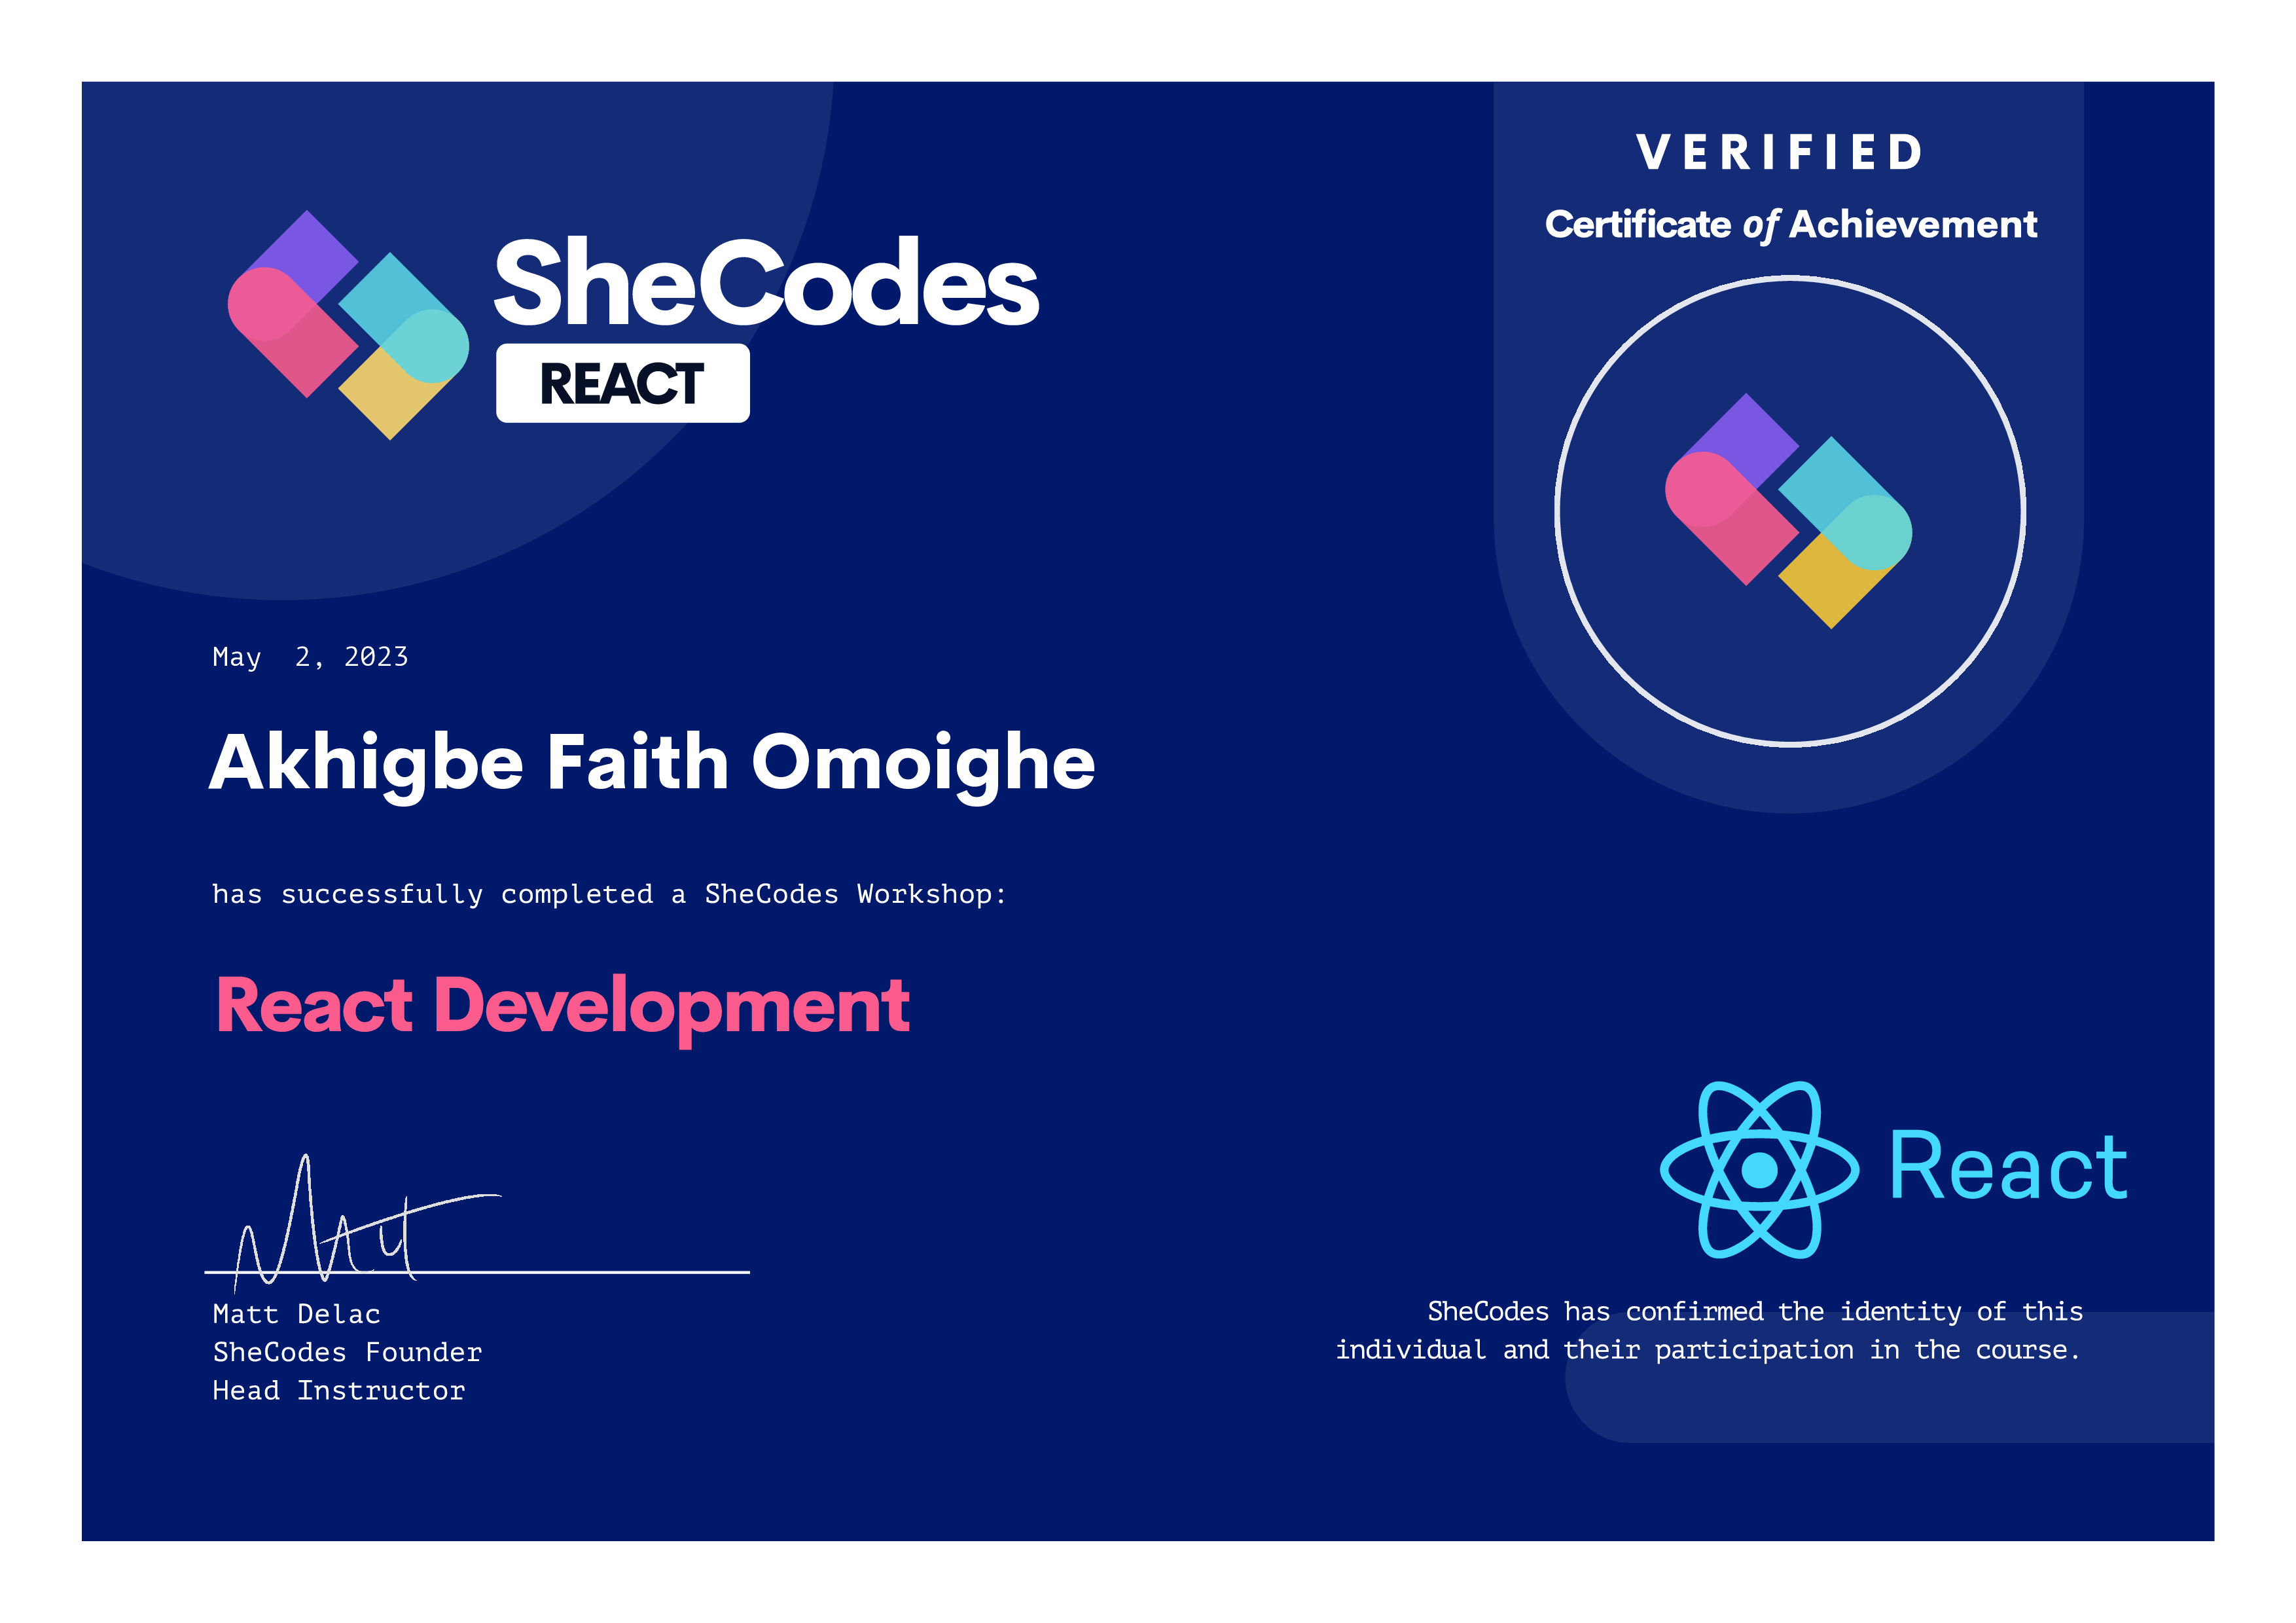 SheCodes
REACT
VERIFIED
Certificate of Achievement
May 2, 2023
Akhigbe Faith Omoighe
has successfully completed a SheCodes Workshop:
React Development
Matt
Matt Delac
SheCodes Founder
Head Instructor
React
SheCodes has confirmed the identity of this
individual and their participation in the course.